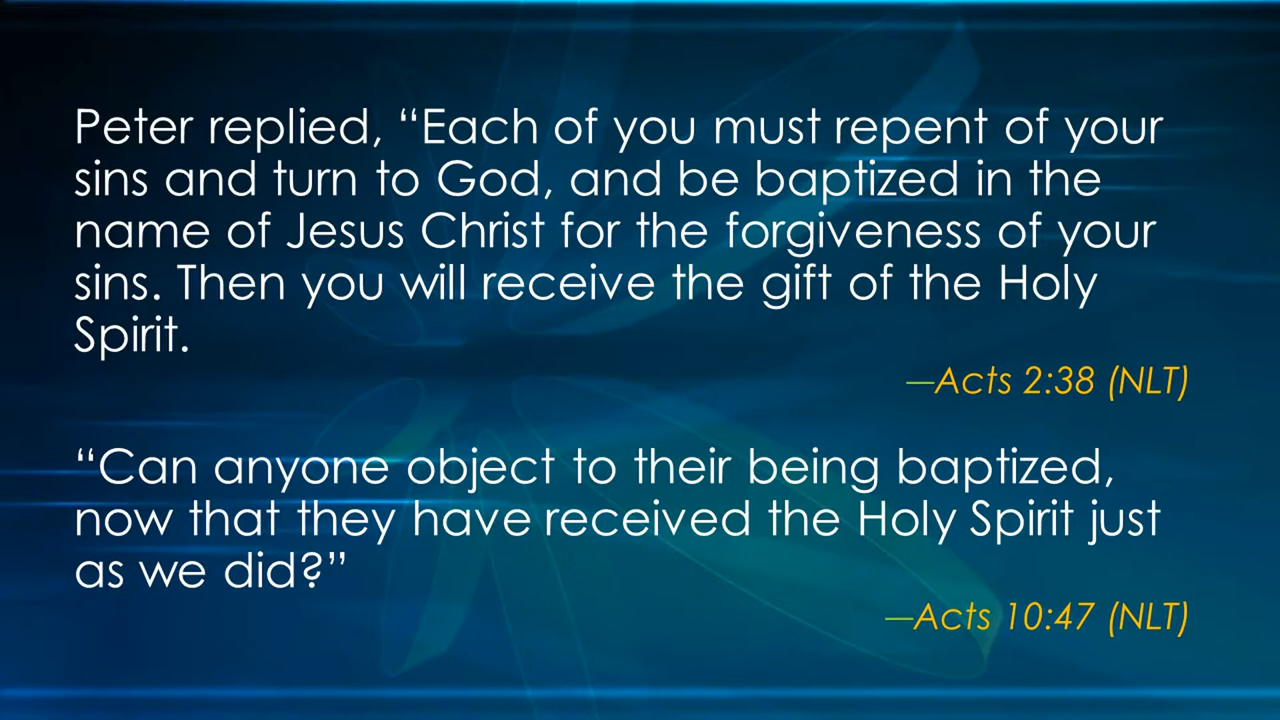 Peter replied, “Each of you must repent of your
sins and turn to God, and be baptized in the
name of Jesus Christ for the forgiveness of your
sins. Then you will receive the gift of the Holy
Spirit.
—Acts 2:38 (NLT)
“Can anyone object to their being baptized,
now that they have received the Holy Spirit just
as we did?”
—Acts 10:47 (NLT)